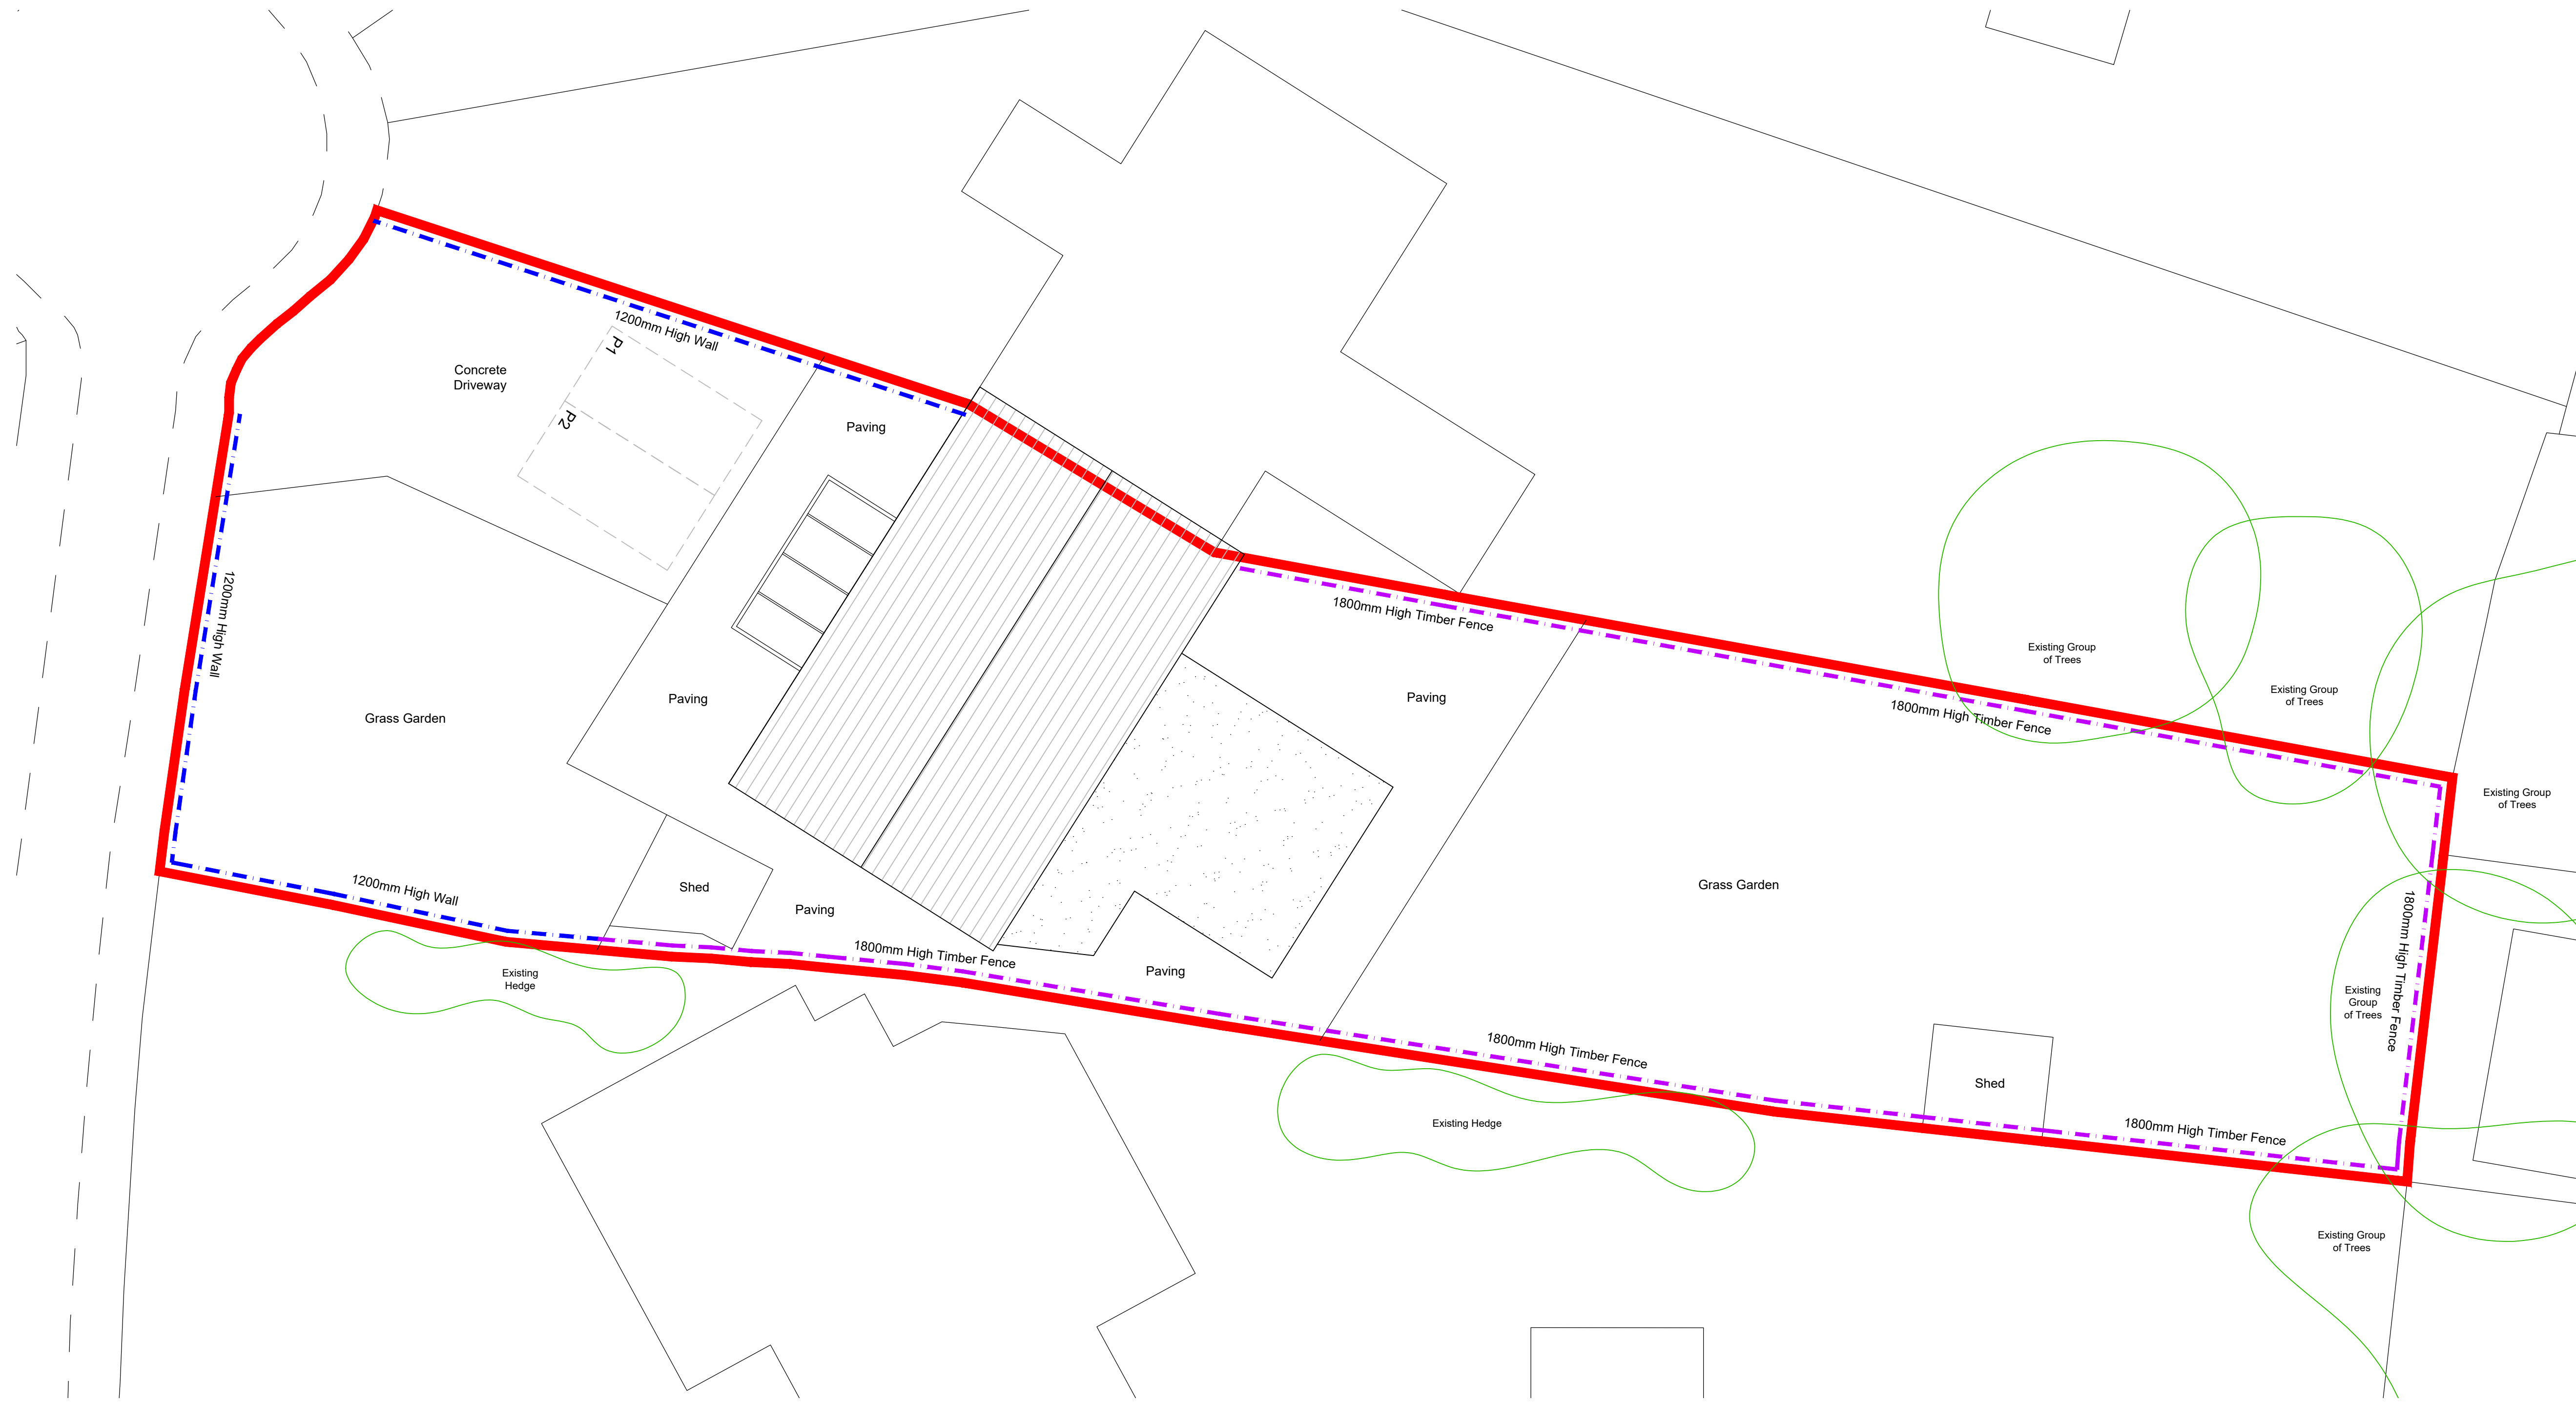 1200mm High Wall
P1
Concrete
Driveway
P2
Paving
1200mm High Wall
1800mm High Timber Fence
Existing Group
of Trees
Paving
Paving
Grass Garden
1800mm High Timber Fence
Existing Group
of Trees
Existing Group
of Trees
1200mm High Wall
Shed
Paving
Grass Garden
1800mm High Timber Fence
1800mm High Timber Fence
Existing
Hedge
Paving
Existing
Group
of Trees
1800mm High Timber Fence
Shed
Existing Hedge
1800mm High Timber Fence
Existing Group
of Trees